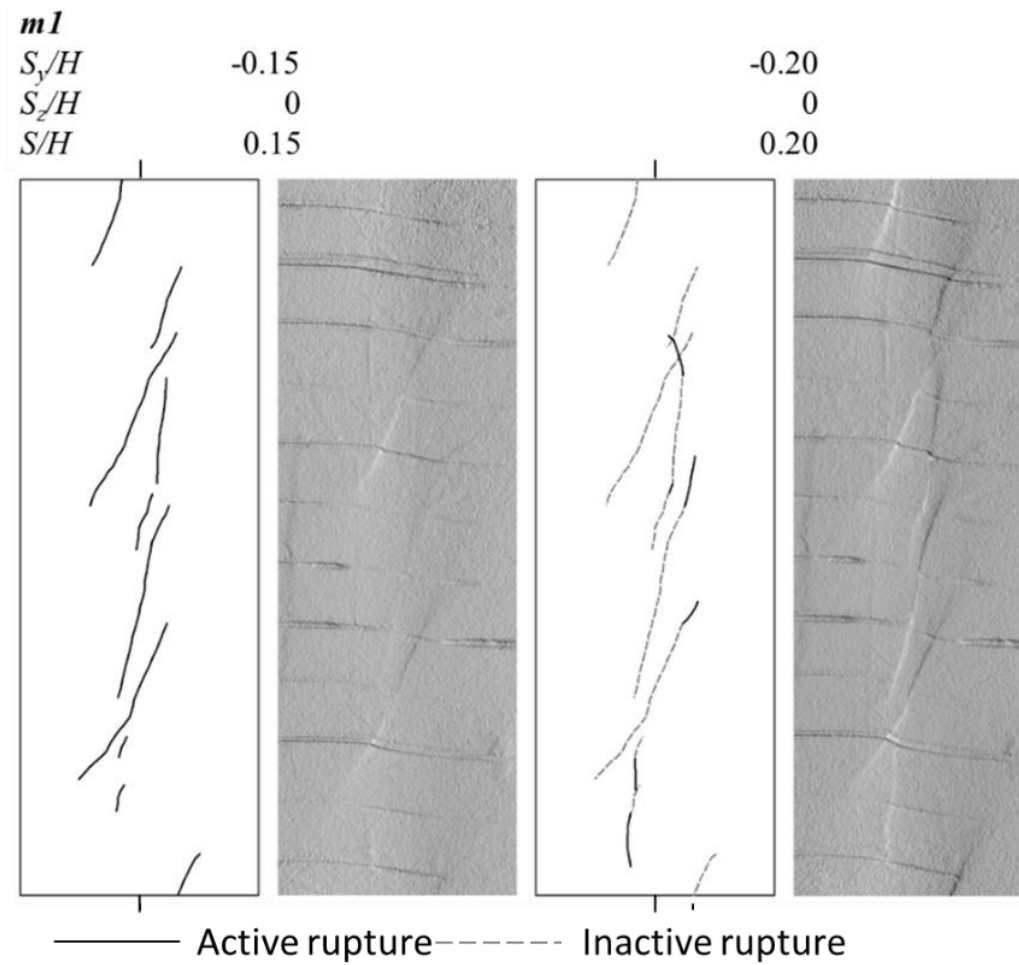 m1
Sy/H -0.15 -0.20
Sz/H 0 0
S/H 0.15 0.20
Active rupture Inactive rupture